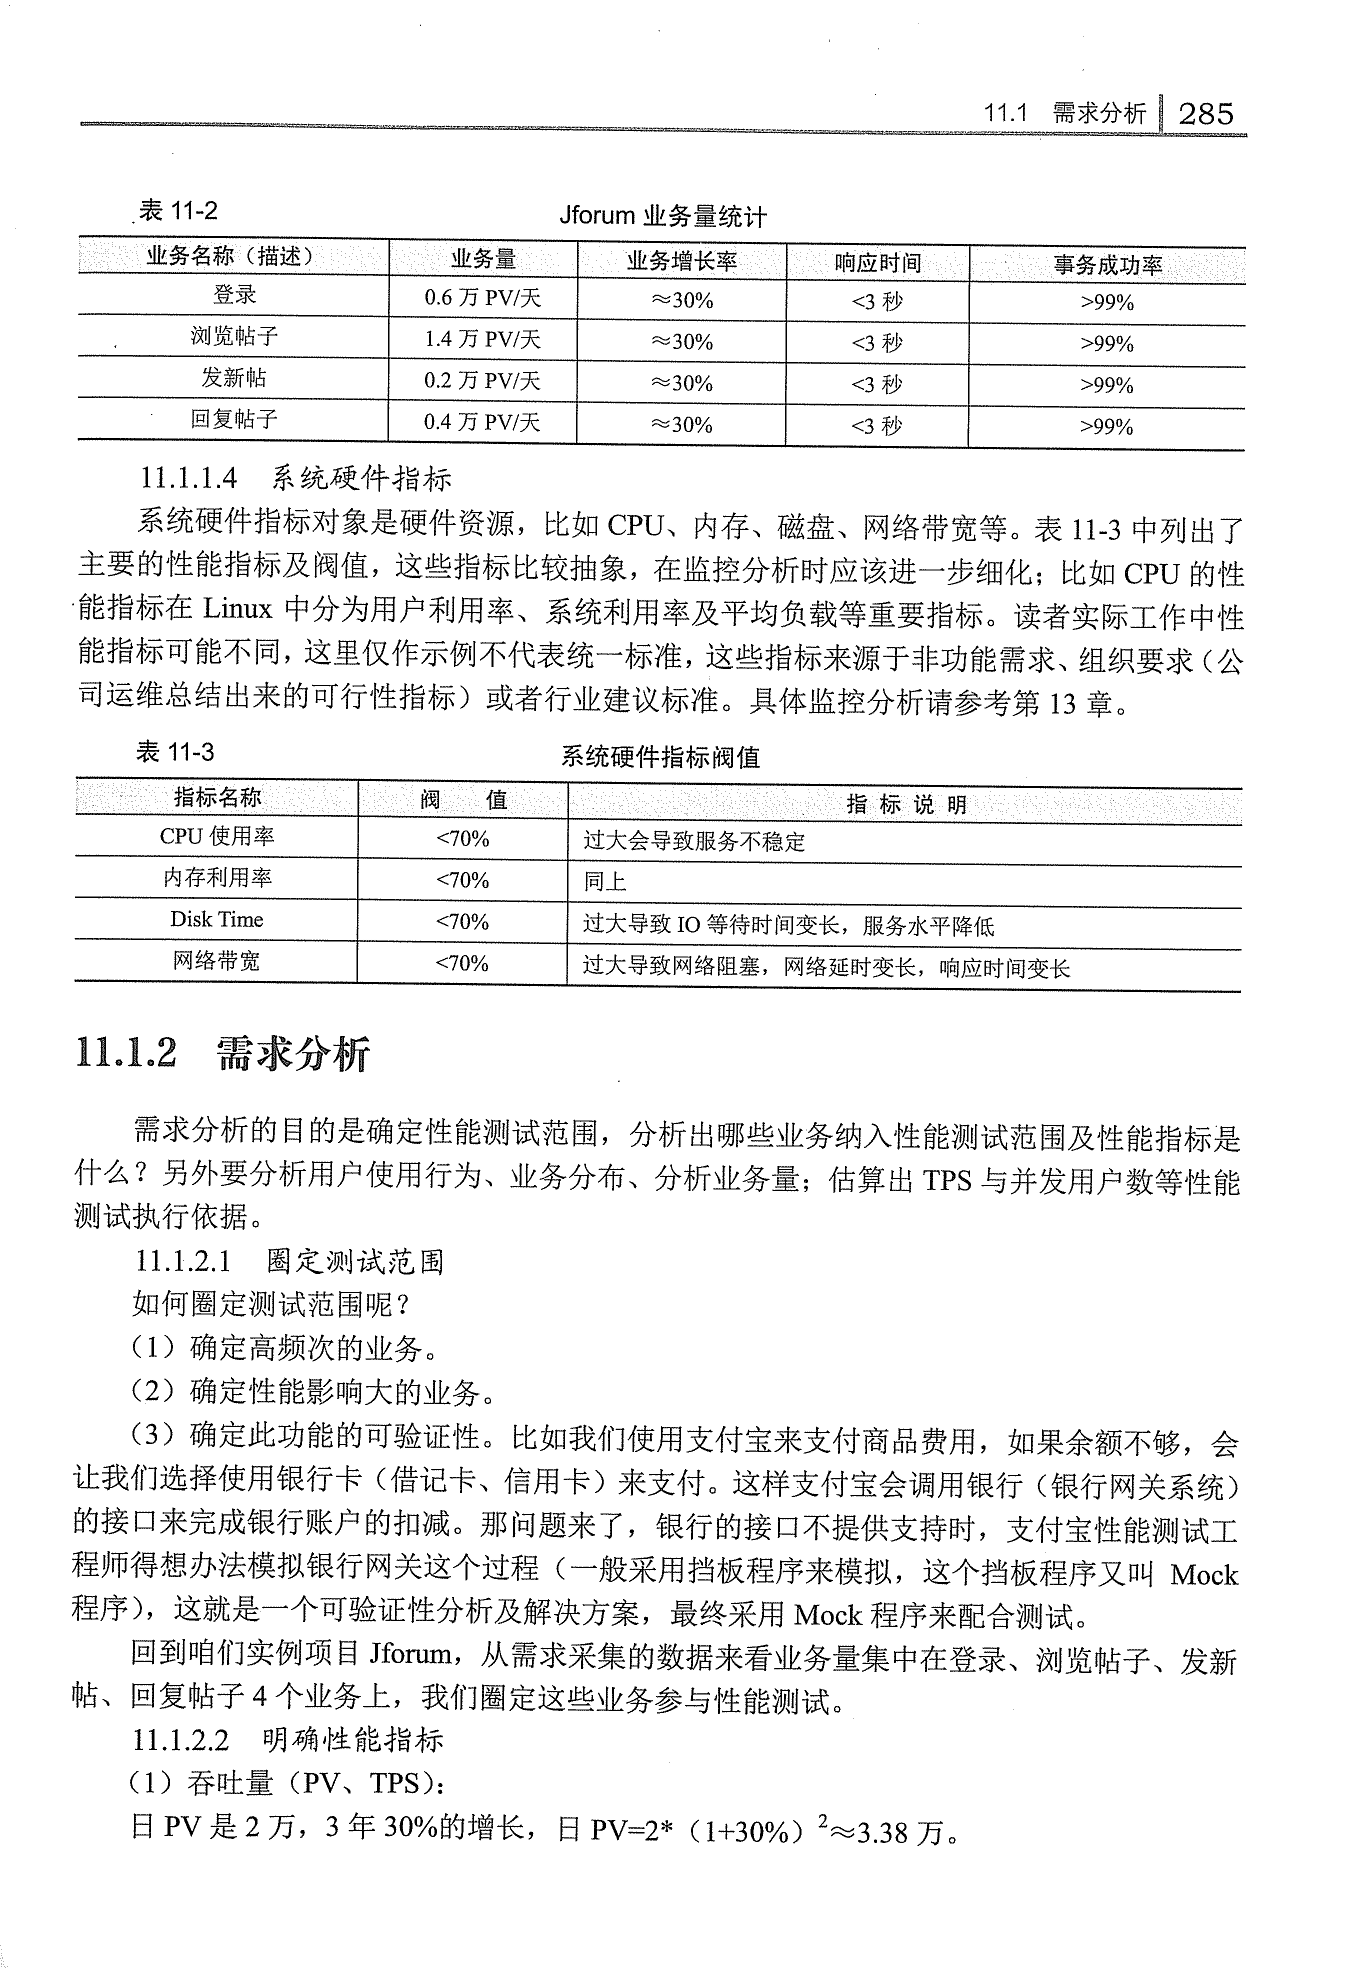 11.1 需求分析 285
表 11-2 Jforum 业务量统计
业务名称（描述） 业务量 业务增长率 响应时间 事务成功率
登录 0.6 万 PV/天 ≈30% <3 秒 >99%
浏览帖子 1.4 万 PV/天 ≈30% <3 秒 >99%
发新帖 0.2 万 PV/天 ≈30% <3 秒 >99%
回复帖子 0.4 万 PV/天 ≈30% <3 秒 >99%
11.1.1.4 系统硬件指标
系统硬件指标对象是硬件资源，比如 CPU、内存、磁盘、网络带宽等。表 11-3 中列出了
主要的性能指标及阀值，这些指标比较抽象，在监控分析时应该进一步细化；比如 CPU 的性
能指标在 Linux 中分为用户利用率、系统利用率及平均负载等重要指标。读者实际工作中性
能指标可能不同，这里仅作示例不代表统一标准，这些指标来源于非功能需求、组织要求（公
司运维总结出来的可行性指标）或者行业建议标准。具体监控分析请参考第 13 章。
表 11-3 系统硬件指标阀值
指标名称 阀 值 指 标 说 明
CPU 使用率 <70% 过大会导致服务不稳定
内存利用率 <70% 同上
Disk Time <70% 过大导致 IO 等待时间变长，服务水平降低
网络带宽 <70% 过大导致网络阻塞，网络延时变长，响应时间变长
11.1.2 需求分析
需求分析的目的是确定性能测试范围，分析出哪些业务纳入性能测试范围及性能指标是
什么？另外要分析用户使用行为、业务分布、分析业务量；估算出 TPS 与并发用户数等性能
测试执行依据。
11.1.2.1 圈定测试范围
如何圈定测试范围呢？
（1）确定高频次的业务。
（2）确定性能影响大的业务。
（3）确定此功能的可验证性。比如我们使用支付宝来支付商品费用，如果余额不够，会
让我们选择使用银行卡（借记卡、信用卡）来支付。这样支付宝会调用银行（银行网关系统）
的接口来完成银行账户的扣减。那问题来了，银行的接口不提供支持时，支付宝性能测试工
程师得想办法模拟银行网关这个过程（一般采用挡板程序来模拟，这个挡板程序又叫 Mock
程序），这就是一个可验证性分析及解决方案，最终采用 Mock 程序来配合测试。
回到咱们实例项目 Jforum，从需求采集的数据来看业务量集中在登录、浏览帖子、发新
帖、回复帖子 4 个业务上，我们圈定这些业务参与性能测试。
11.1.2.2 明确性能指标
（1）吞吐量（PV、TPS）：
日 PV 是 2 万，3 年 30%的增长，日 PV=2*（1+30%）²≈3.38 万。